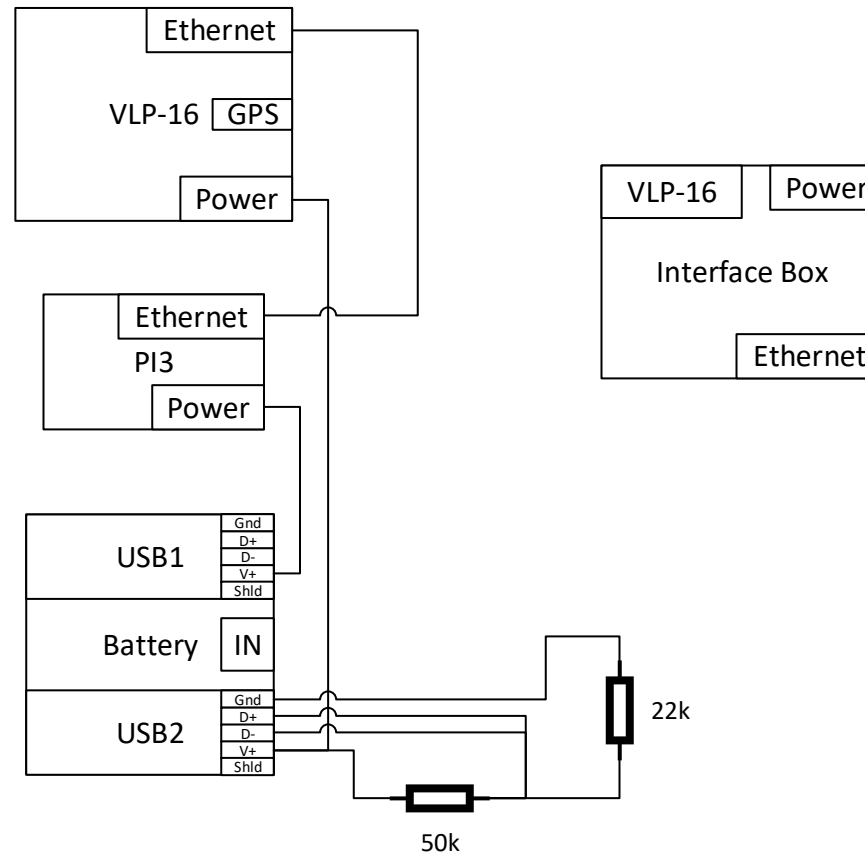 Ethernet
VLP-16
GPS
Power
VLP-16
Power
Interface Box
Ethernet
Ethernet
PI3
Power
USB1
Gnd
D+
D-
V+
Shld
Battery
IN
USB2
Gnd
D+
D-
V+
Shld
22k
50k